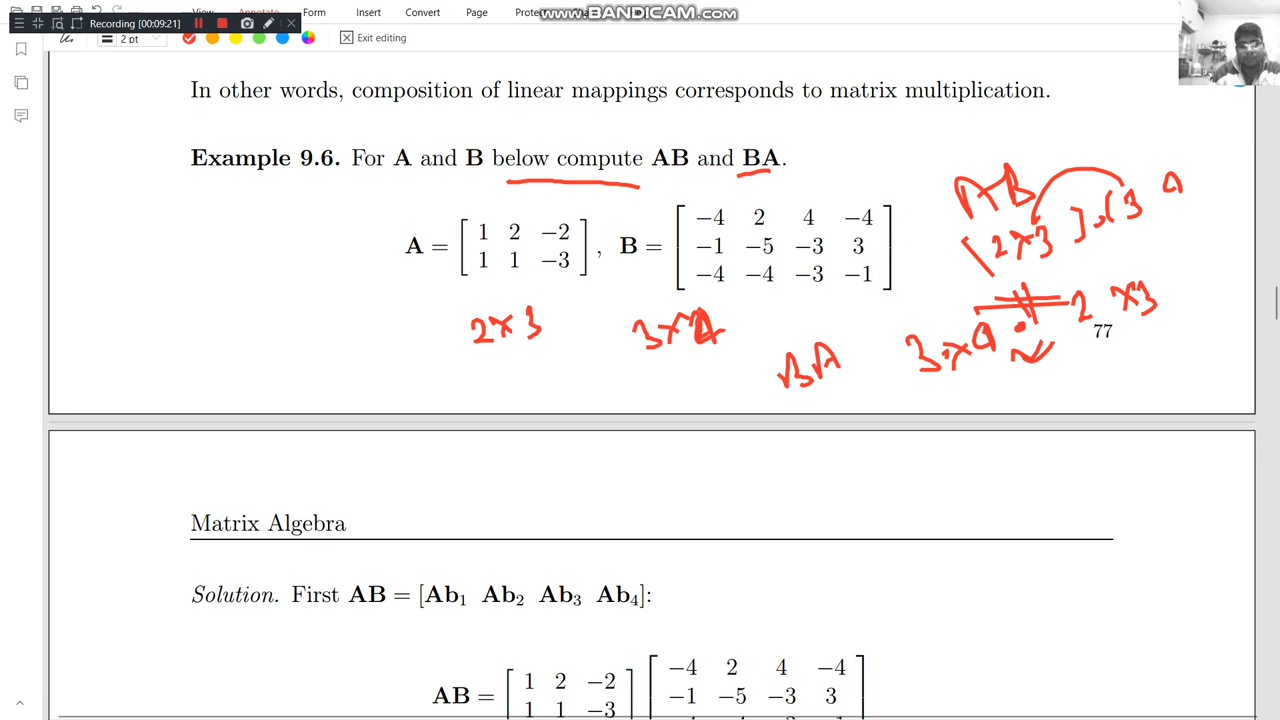 www.BANDICAM.com
Recording [00:09:21]
View Annotate Form Insert Convert Page
2 pt Exit editing
In other words, composition of linear mappings corresponds to matrix multiplication.
Example 9.6. For A and B below compute AB and BA.
A = [ 1 2 −2
1 1 −3 ] , B = [ −4 2 4 −4
−1 −5 −3 3
−4 −4 −3 −1 ]
AB
[2×3],(3 4
2×3
3×4
BA
3×4 2×3
77
Matrix Algebra
Solution. First AB = [Ab₁ Ab₂ Ab₃ Ab₄]:
AB = [ 1 2 −2
1 1 −3 ] [ −4 2 4 −4
−1 −5 −3 3